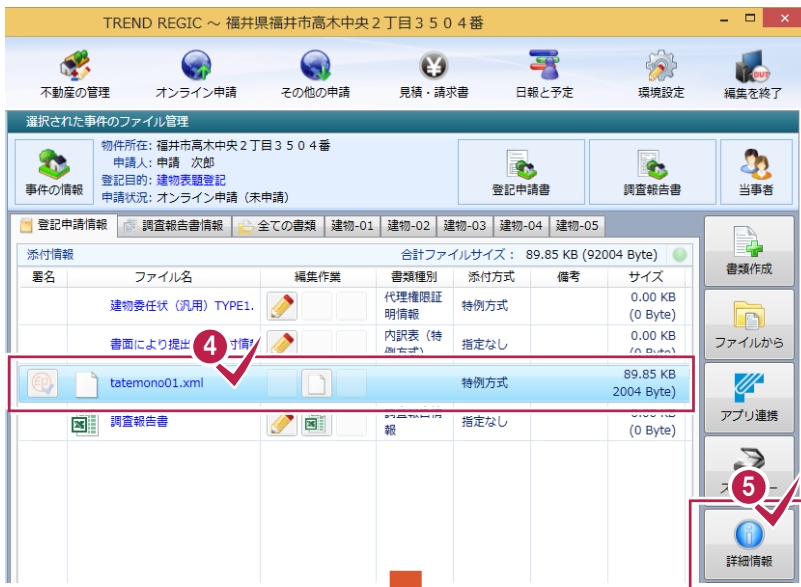 TREND REGIC ～ 福井県福井市高木中央２丁目３５０４番
不動産の管理 オンライン申請 その他の申請 見積・請求書 日報と予定 環境設定 編集を終了
選択された事件のファイル管理
事件の情報
物件所在: 福井市高木中央２丁目３５０４番
申請人: 申請　次郎
登記目的: 建物表題登記
申請状況: オンライン申請（未申請）
登記申請書 調査報告書 当事者
登記申請情報 調査報告書情報 全ての書類 建物-01 建物-02 建物-03 建物-04 建物-05
添付情報 合計ファイルサイズ： 89.85 KB (92004 Byte)
署名 ファイル名 編集作業 書類種別 添付方式 備考 サイズ
建物委任状（汎用）TYPE1. 代理権限証明情報 特例方式 0.00 KB (0 Byte)
書面により提出 内訳表（特例方式） 指定なし 0.00 KB (0 Byte)
4
tatemono01.xml 特例方式 89.85 KB 2004 Byte)
調査報告書 指定なし (0 Byte)
書類作成
ファイルから
アプリ連携
5
詳細情報